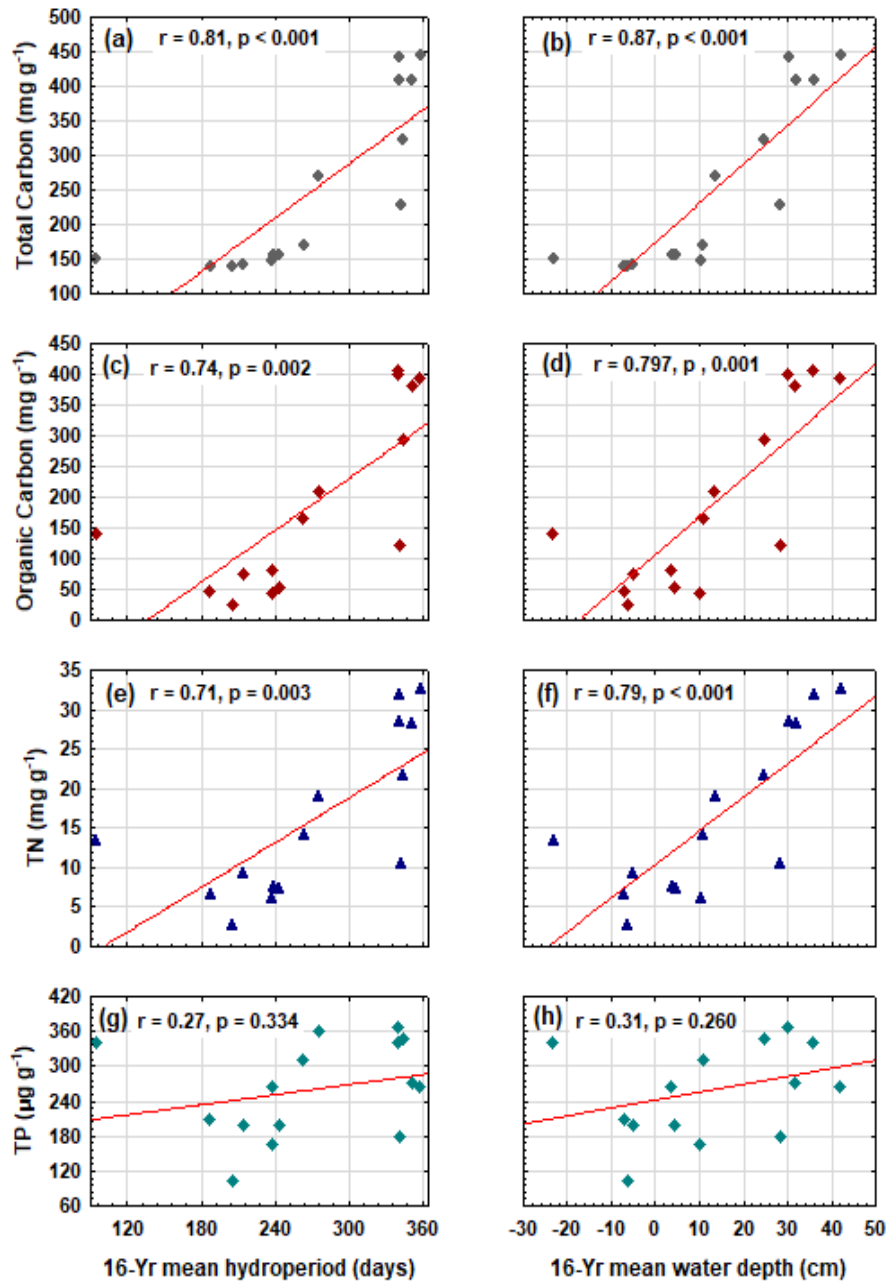 500
450
400
350
300
250
200
150
100
Total Carbon (mg g⁻¹)
(a) r = 0.81, p < 0.001
(b) r = 0.87, p < 0.001
450
400
350
300
250
200
150
100
50
0
Organic Carbon (mg g⁻¹)
(c) r = 0.74, p = 0.002
(d) r = 0.797, p , 0.001
35
30
25
20
15
10
5
0
TN (mg g⁻¹)
(e) r = 0.71, p = 0.003
(f) r = 0.79, p < 0.001
420
360
300
240
180
120
60
TP (µg g⁻¹)
(g) r = 0.27, p = 0.334
(h) r = 0.31, p = 0.260
120 180 240 300 360
-30 -20 -10 0 10 20 30 40 50
16-Yr mean hydroperiod (days)
16-Yr mean water depth (cm)